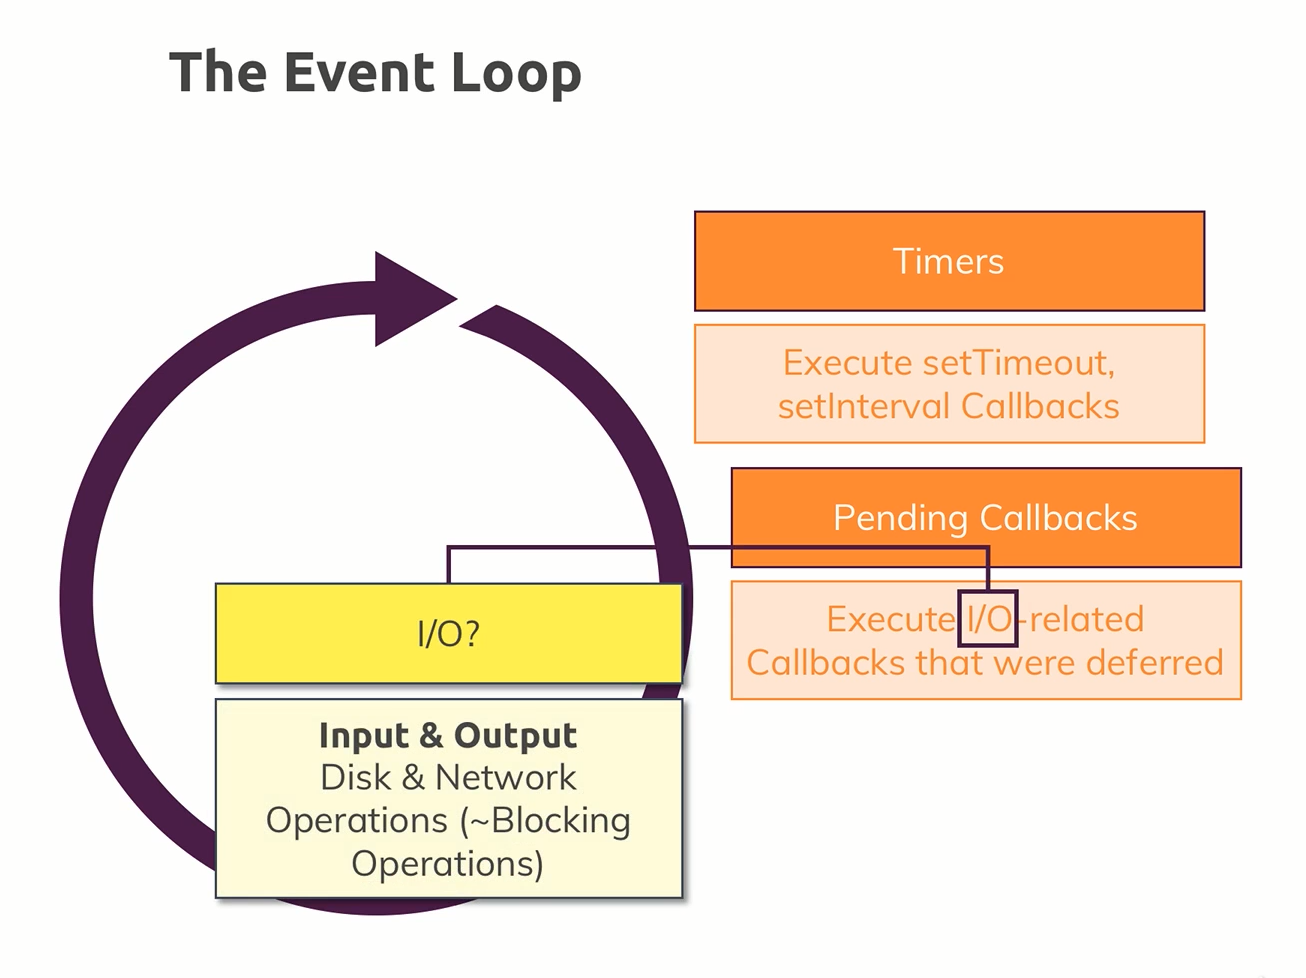 The Event Loop
Timers
Execute setTimeout,
setInterval Callbacks
Pending Callbacks
Execute I/O-related
Callbacks that were deferred
I/O?
Input & Output
Disk & Network
Operations (~Blocking
Operations)